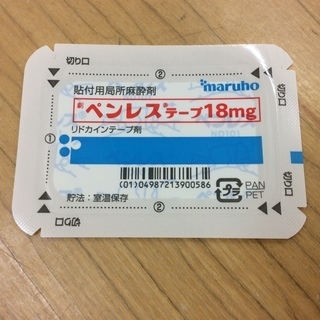 切り口
②
maruho
貼付用局所麻酔剤
劇 ペンレス®テープ18mg
リドカインテープ剤
①
(01)04987213900586
貯法：室温保存
プラ
PAN
PET
②
切り口